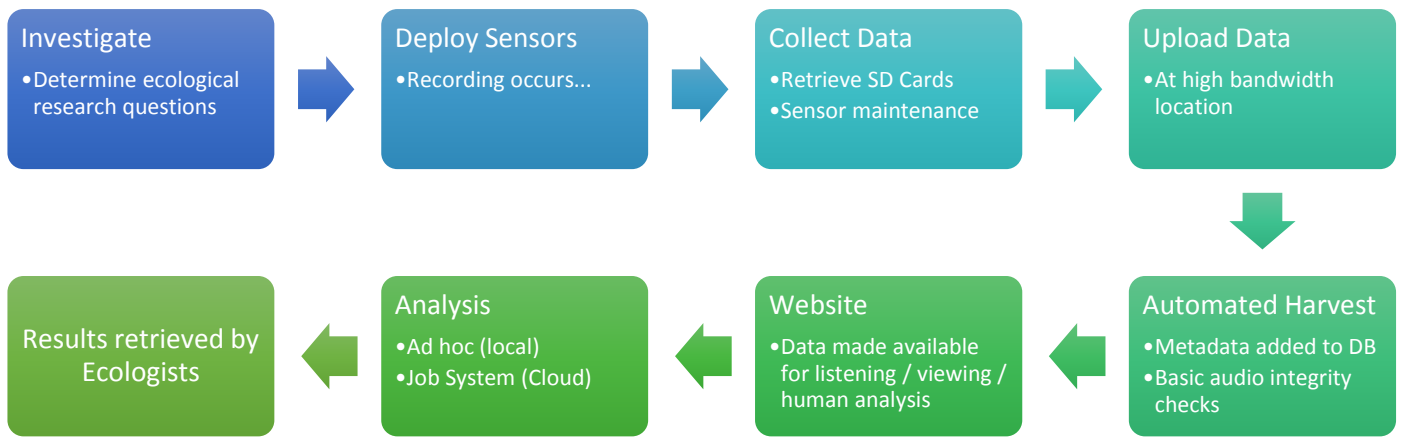 Investigate
•Determine ecological
research questions
Deploy Sensors
•Recording occurs...
Collect Data
•Retrieve SD Cards
•Sensor maintenance
Upload Data
•At high bandwidth
location
Automated Harvest
•Metadata added to DB
•Basic audio integrity
checks
Website
•Data made available
for listening / viewing /
human analysis
Analysis
•Ad hoc (local)
•Job System (Cloud)
Results retrieved by
Ecologists